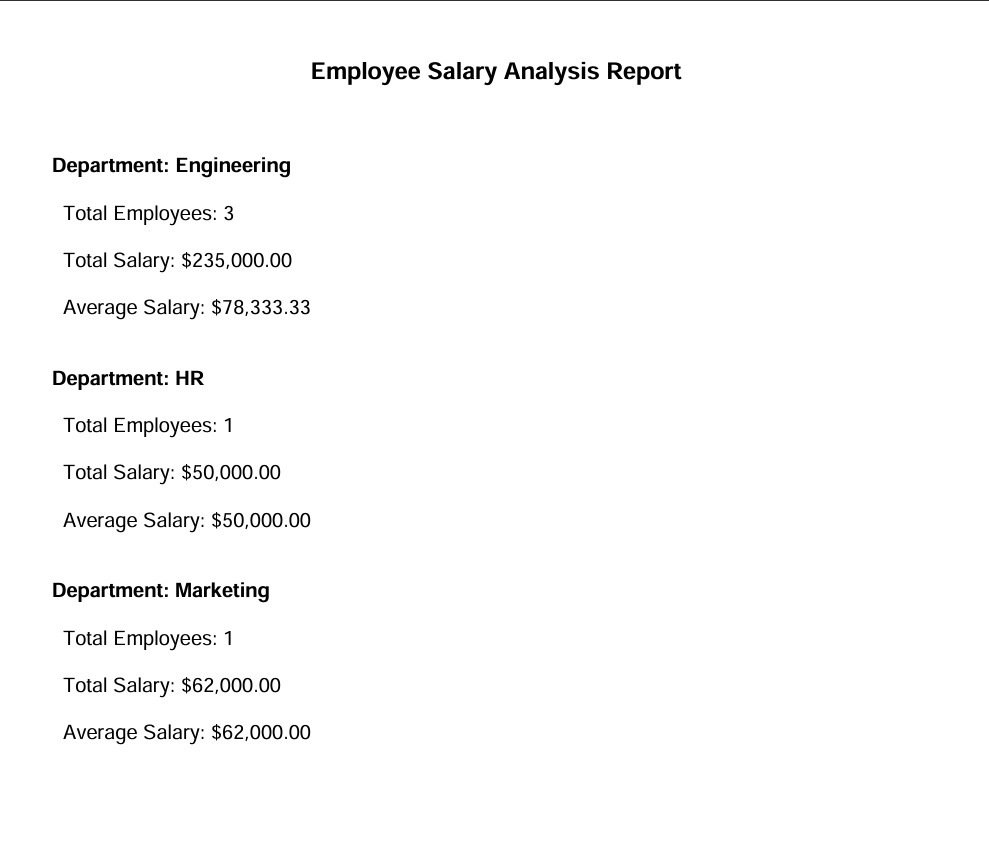 Employee Salary Analysis Report
Department: Engineering
Total Employees: 3
Total Salary: $235,000.00
Average Salary: $78,333.33
Department: HR
Total Employees: 1
Total Salary: $50,000.00
Average Salary: $50,000.00
Department: Marketing
Total Employees: 1
Total Salary: $62,000.00
Average Salary: $62,000.00